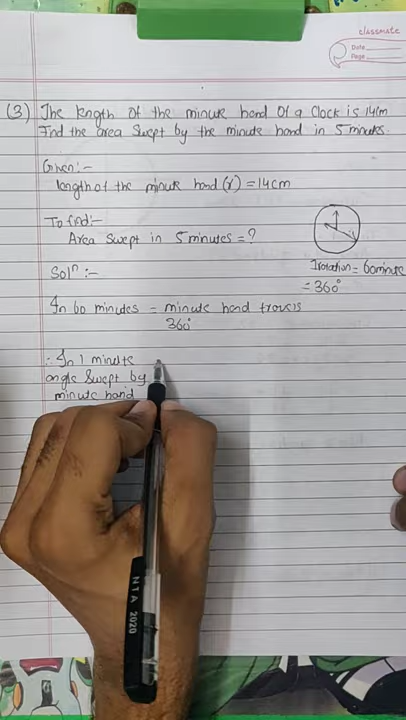 classmate
Date
Page
(3) The length of the minute hand of a clock is 14cm
Find the area swept by the minute hand in 5 minutes.
Given:-
length of the minute hand (r) = 14cm
To find:-
Area swept in 5 minutes = ?
Solⁿ :-
1 rotation = 60 minute
= 360°
In 60 minutes = minute hand travels
360°
∴ In 1 minute
angle swept by
minute hand
NTA 2020